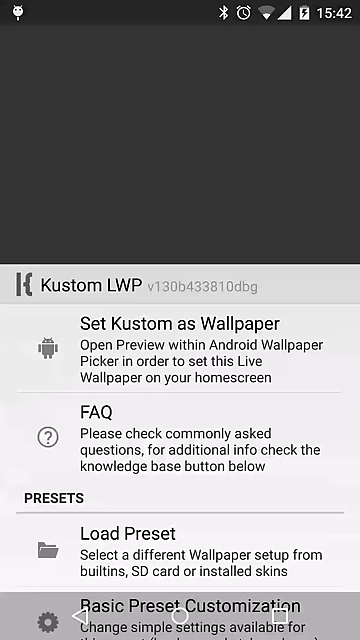 15:42
Kustom LWP v130b433810dbg
Set Kustom as Wallpaper
Open Preview within Android Wallpaper
Picker in order to set this Live
Wallpaper on your homescreen
FAQ
Please check commonly asked
questions, for additional info check the
knowledge base button below
PRESETS
Load Preset
Select a different Wallpaper setup from
builtins, SD card or installed skins
Basic Preset Customization
Change simple settings available for